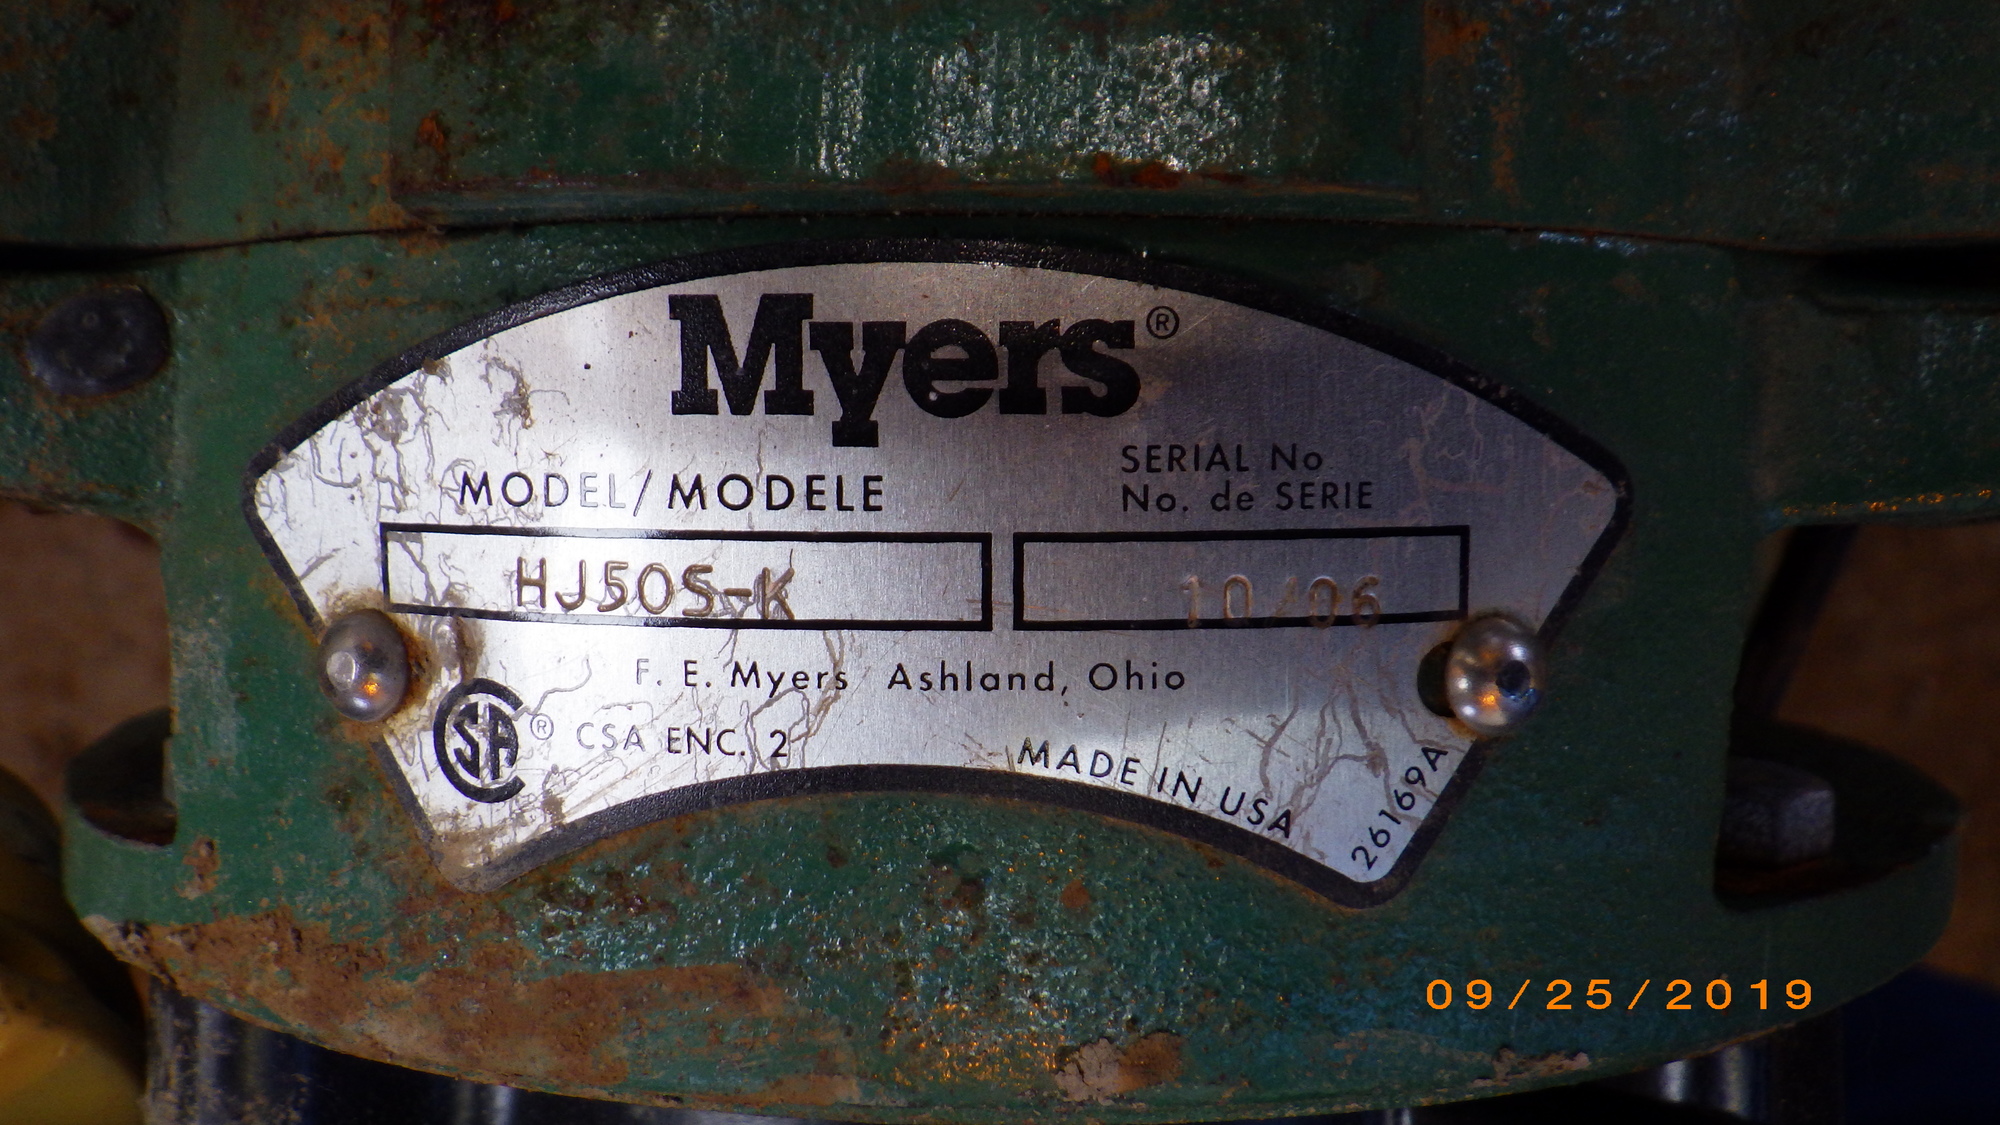 Myers®
MODEL/MODELE
SERIAL No
No. de SERIE
HJ50S-K
10/06
F. E. Myers Ashland, Ohio
CSA® CSA ENC. 2
MADE IN USA
26169A
09/25/2019